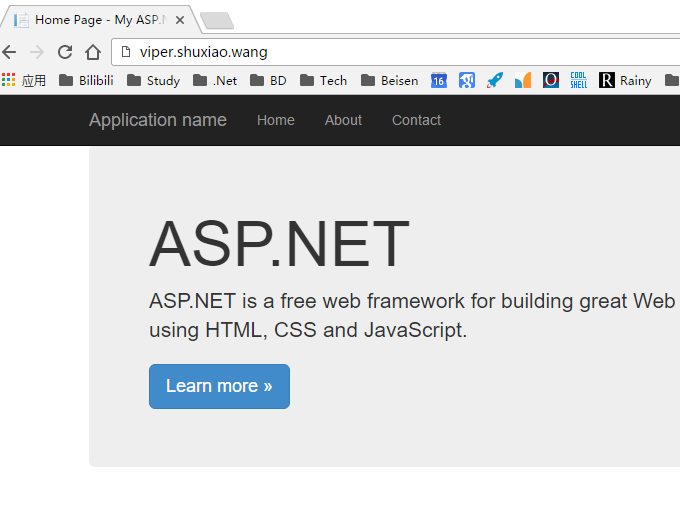 Home Page - My ASP.N
viper.shuxiao.wang
应用 Bilibili Study .Net BD Tech Beisen 16 COOL SHELL R Rainy
Application name Home About Contact
ASP.NET
ASP.NET is a free web framework for building great Web
using HTML, CSS and JavaScript.
Learn more »